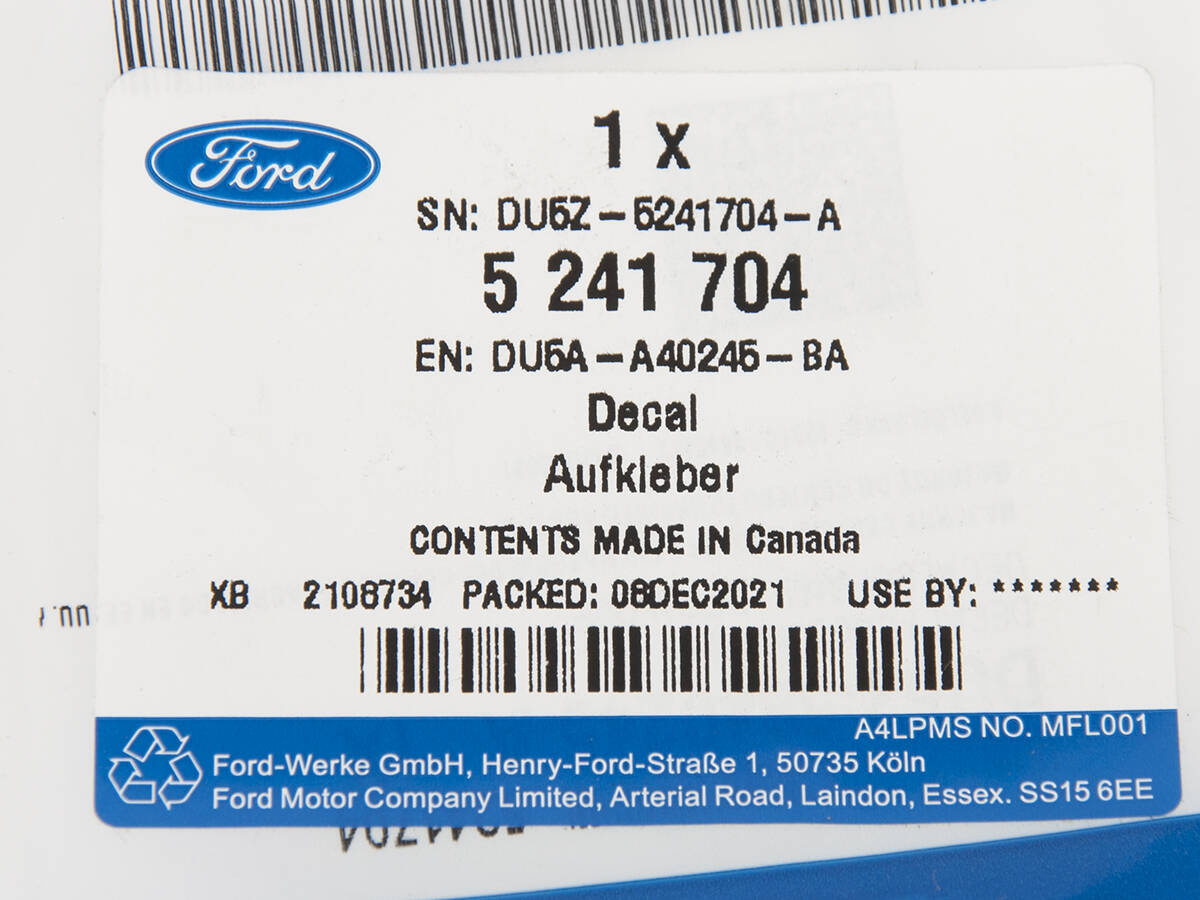 Ford
1 x
SN: DU5Z-5241704-A
5 241 704
EN: DU5A-A40245-BA
Decal
Aufkleber
CONTENTS MADE IN Canada
XB 2108734 PACKED: 08DEC2021 USE BY: *******
A4LPMS NO. MFL001
Ford-Werke GmbH, Henry-Ford-Straße 1, 50735 Köln
Ford Motor Company Limited, Arterial Road, Laindon, Essex. SS15 6EE